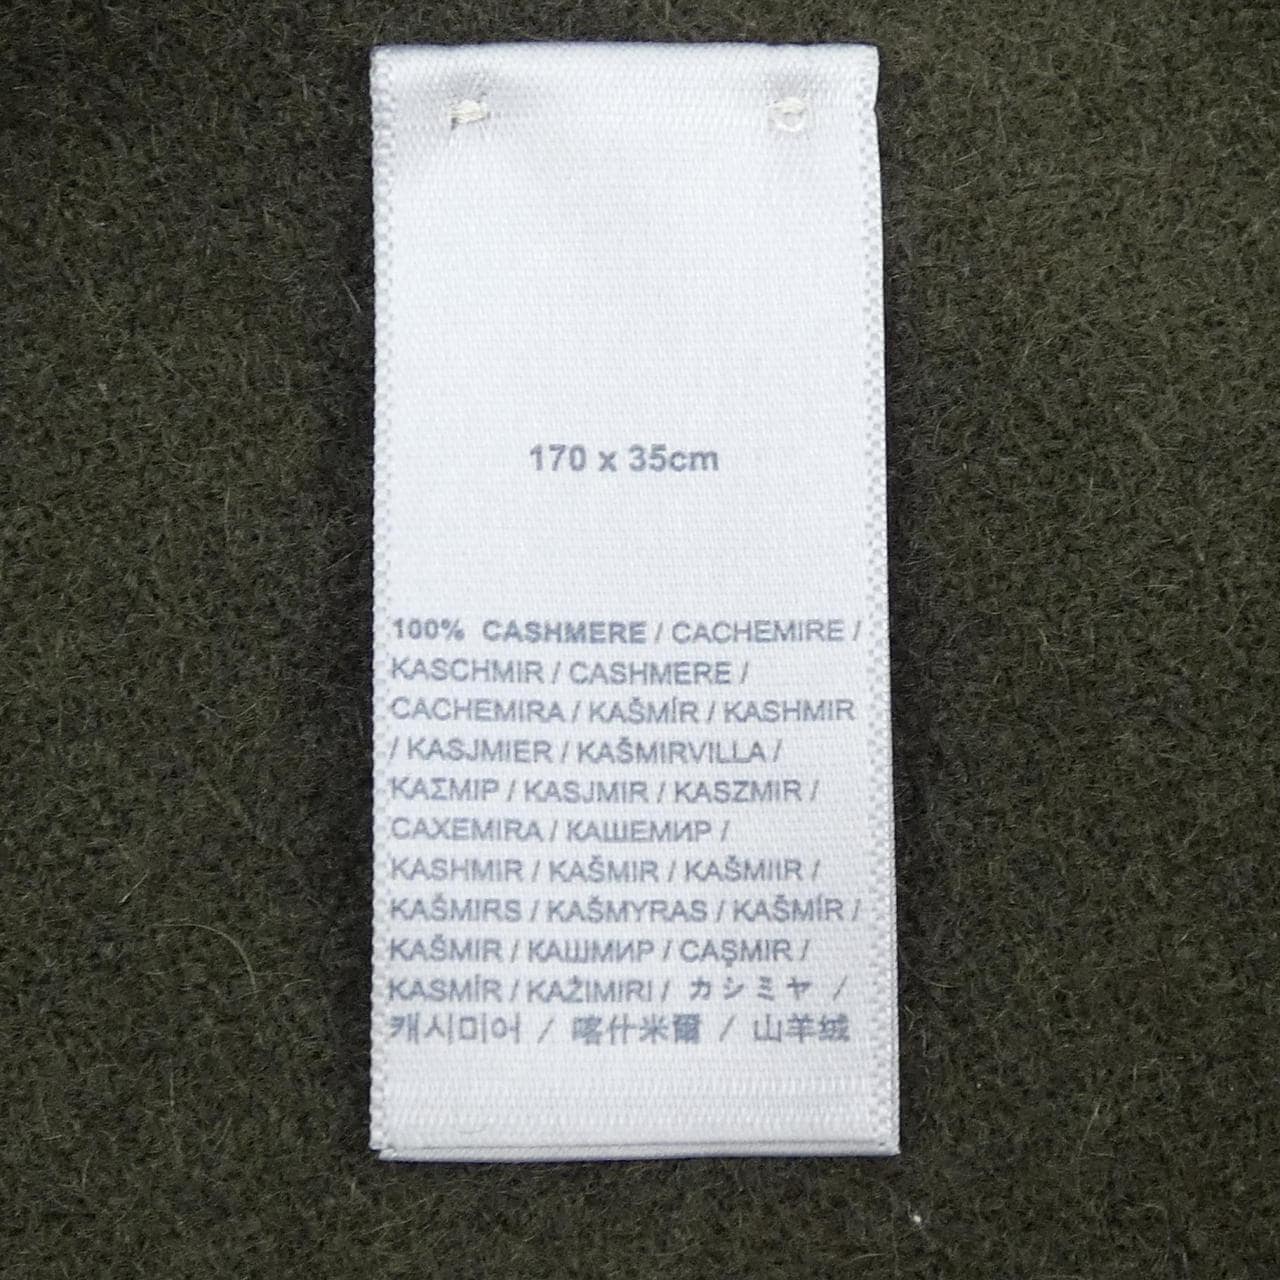 170 x 35cm
100% CASHMERE / CACHEMIRE /
KASCHMIR / CASHMERE /
CACHEMIRA / KAŠMÍR / KASHMIR
/ KASJMIER / KAŠMIRVILLA /
ΚΑΣΜΙΡ / KASJMIR / KASZMIR /
CAXEMIRA / КАШЕМИР /
KASHMIR / KAŠMIR / KAŠMIIR /
KAŠMIRS / KAŠMYRAS / KAŠMÍR /
KAŠMIR / КАШМИР / CAŞMIR /
KASMÍR / KAŻIMIRI / カシミヤ /
캐시미어 / 喀什米爾 / 山羊绒